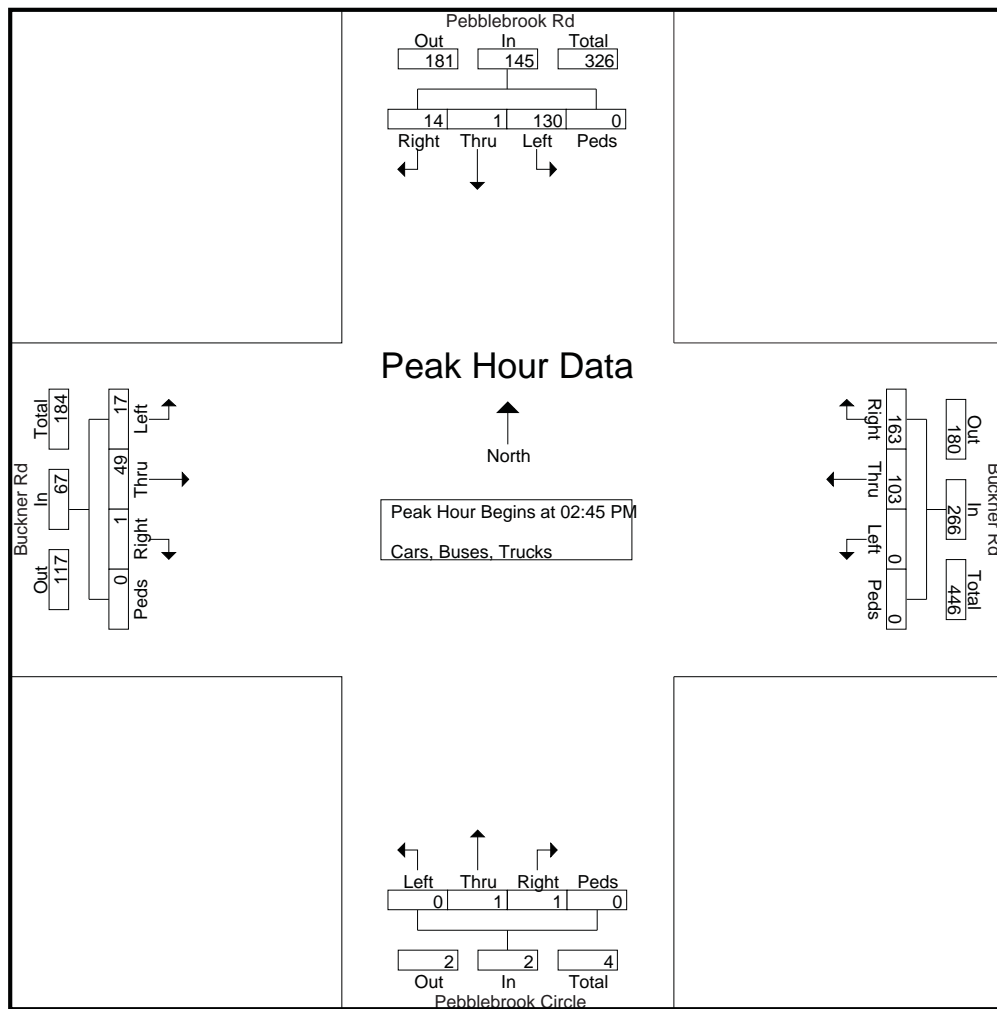 Pebblebrook Rd
Out In Total
181 145 326
14 1 130 0
Right Thru Left Peds
Peak Hour Data
North
Peak Hour Begins at 02:45 PM
Cars, Buses, Trucks
Buckner Rd
Total In Out
184 67 117
17 49 1 0
Left Thru Right Peds
Right Thru Left Peds
163 103 0 0
Out In Total
180 266 446
Buckner Rd
Left Thru Right Peds
0 1 1 0
2 2 4
Out In Total
Pebblebrook Circle